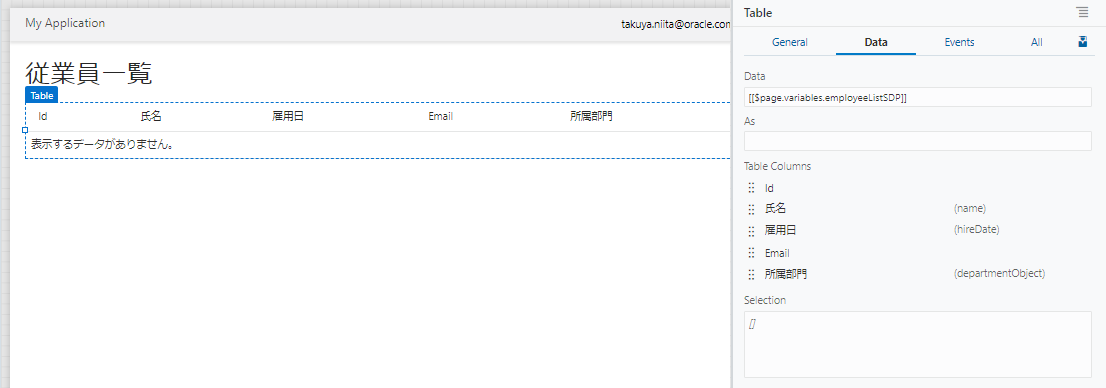 My Application
takuya.niita@oracle.com
従業員一覧
Table
Id 氏名 雇用日 Email 所属部門
表示するデータがありません。
Table
General Data Events All
Data
[[$page.variables.employeeListSDP]]
As
Table Columns
Id
氏名 (name)
雇用日 (hireDate)
Email
所属部門 (departmentObject)
Selection
[]